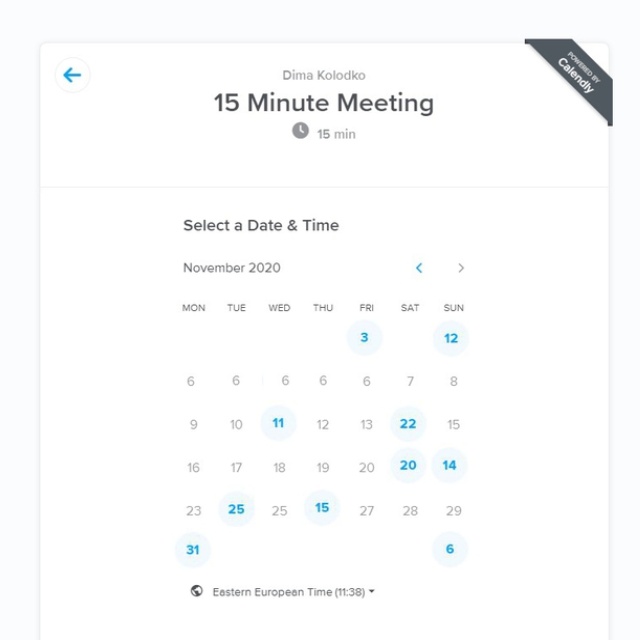 POWERED BY
Calendly
Dima Kolodko
15 Minute Meeting
15 min
Select a Date & Time
November 2020
MON TUE WED THU FRI SAT SUN
3 12
6 6 6 6 6 7 8
9 10 11 12 13 22 15
16 17 18 19 20 20 14
23 25 25 15 27 28 29
31 6
Eastern European Time (11:38)